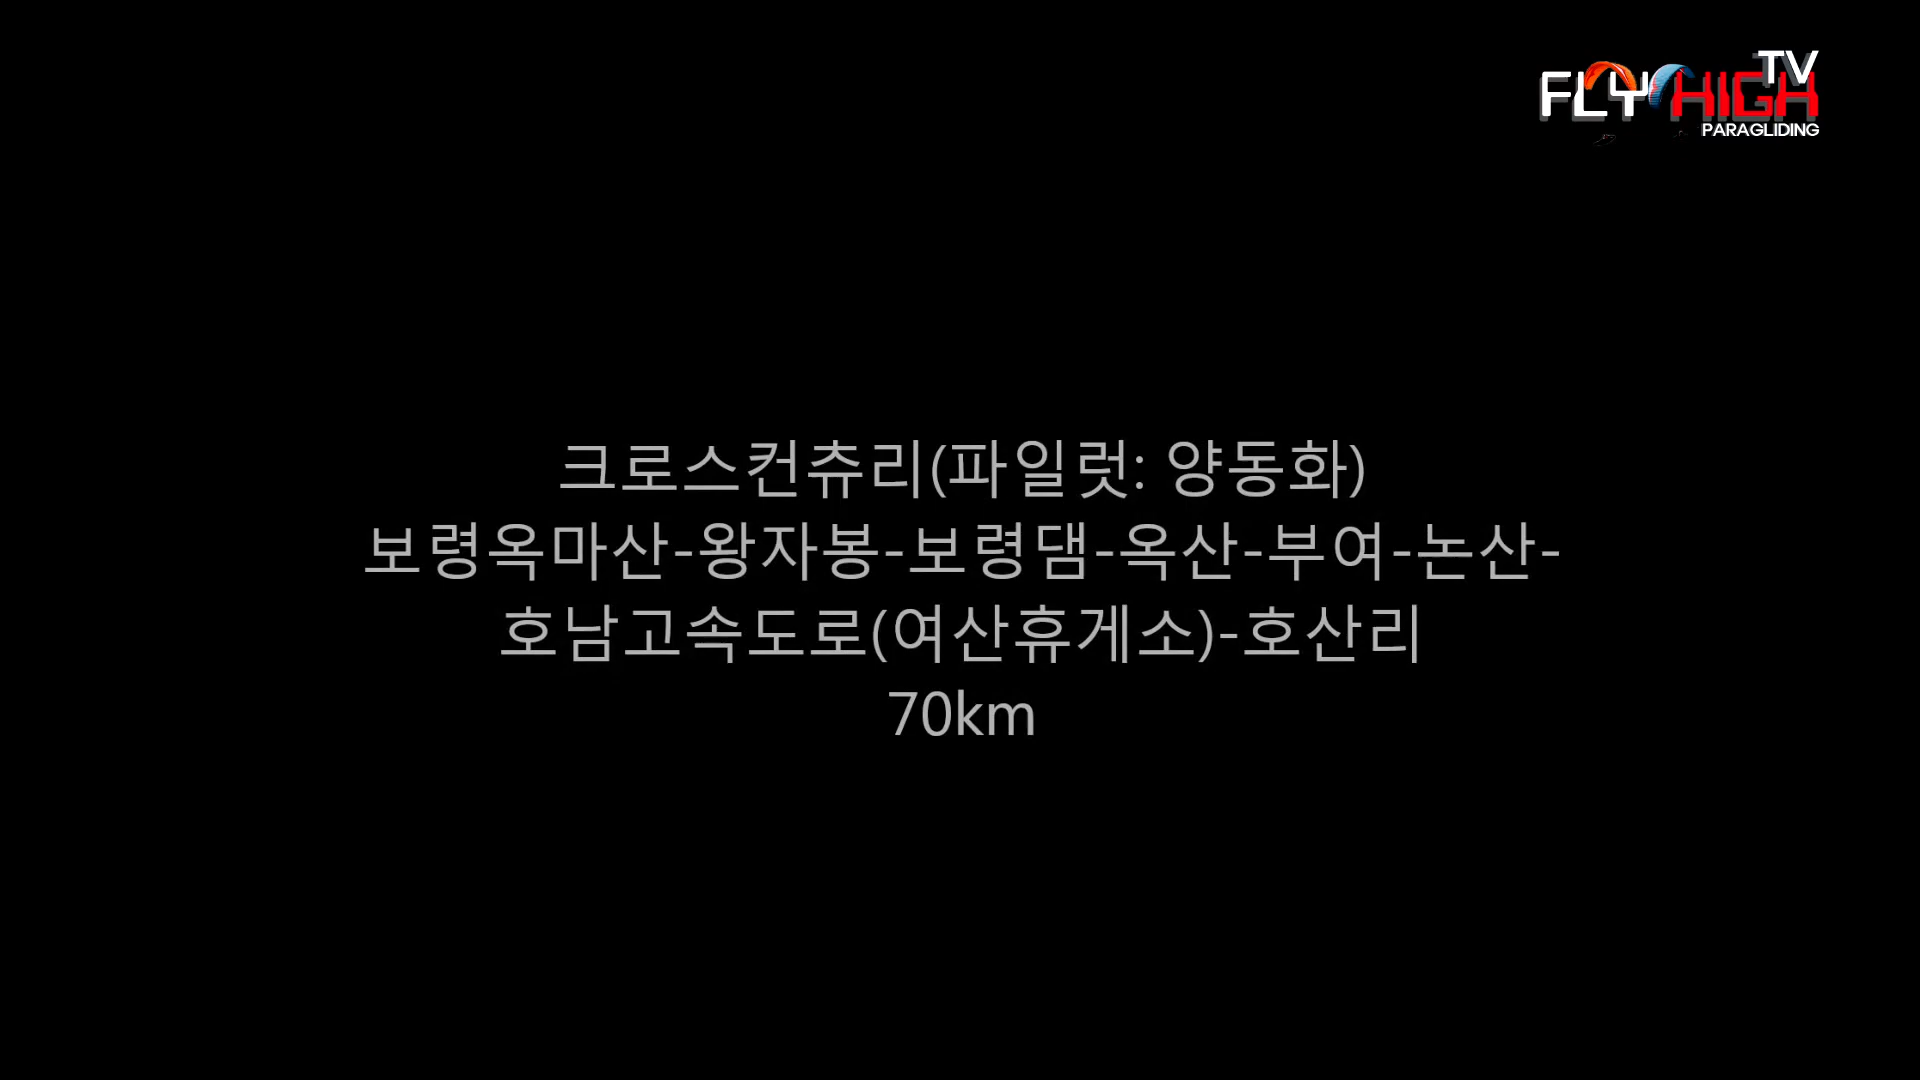 FLY HIGH TV
PARAGLIDING
크로스컨츄리(파일럿: 양동화)
보령옥마산-왕자봉-보령댐-옥산-부여-논산-
호남고속도로(여산휴게소)-호산리
70km